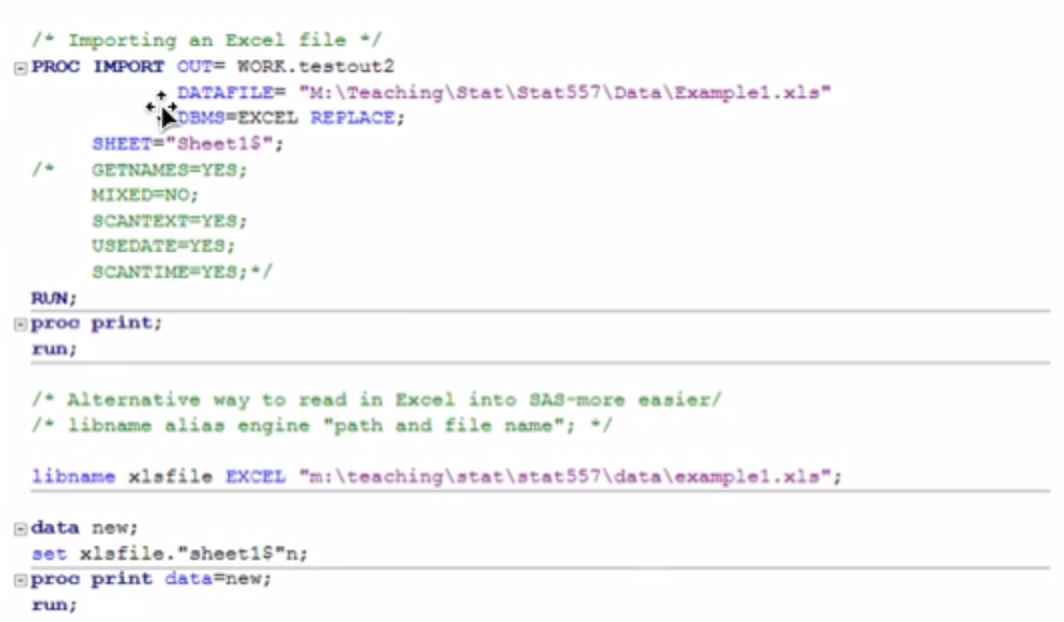 /* Importing an Excel file */
PROC IMPORT OUT= WORK.testout2
DATAFILE= "M:\Teaching\Stat\Stat557\Data\Example1.xls"
DBMS=EXCEL REPLACE;
SHEET="Sheet1$";
/* GETNAMES=YES;
MIXED=NO;
SCANTEXT=YES;
USEDATE=YES;
SCANTIME=YES;*/
RUN;
proc print;
run;
/* Alternative way to read in Excel into SAS-more easier/
/* libname alias engine "path and file name"; */
libname xlsfile EXCEL "m:\teaching\stat\stat557\data\example1.xls";
data new;
set xlsfile."sheet1$"n;
proc print data=new;
run;